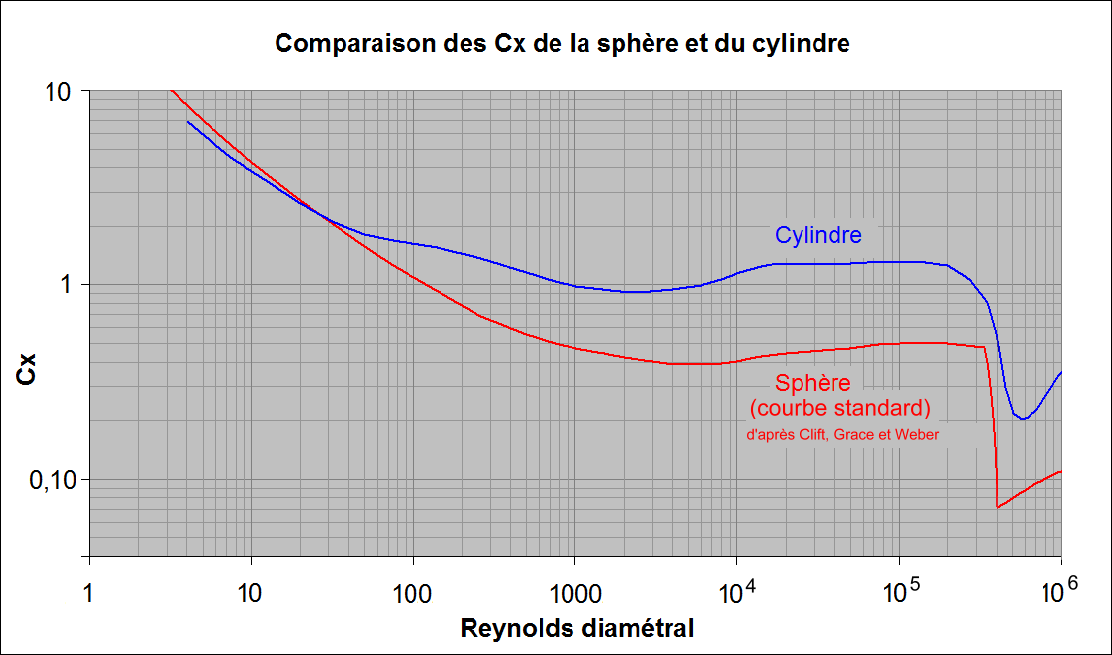 Comparaison des Cx de la sphère et du cylindre
10
Cylindre
1
Cx
Sphère
(courbe standard)
d'après Clift, Grace et Weber
0,10
1 10 100 1000 10^4 10^5 10^6
Reynolds diamétral